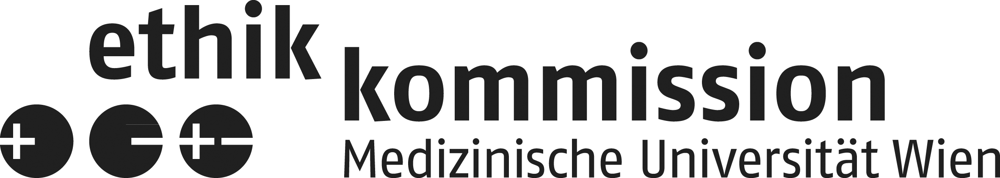 ethik
kommission
Medizinische Universität Wien